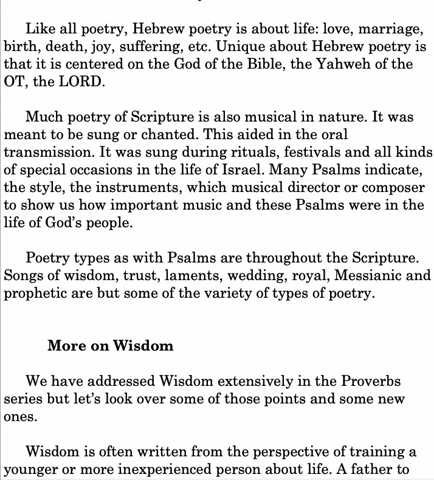 Like all poetry, Hebrew poetry is about life: love, marriage,
birth, death, joy, suffering, etc. Unique about Hebrew poetry is
that it is centered on the God of the Bible, the Yahweh of the
OT, the LORD.
Much poetry of Scripture is also musical in nature. It was
meant to be sung or chanted. This aided in the oral
transmission. It was sung during rituals, festivals and all kinds
of special occasions in the life of Israel. Many Psalms indicate,
the style, the instruments, which musical director or composer
to show us how important music and these Psalms were in the
life of God's people.
Poetry types as with Psalms are throughout the Scripture.
Songs of wisdom, trust, laments, wedding, royal, Messianic and
prophetic are but some of the variety of types of poetry.
More on Wisdom
We have addressed Wisdom extensively in the Proverbs
series but let's look over some of those points and some new
ones.
Wisdom is often written from the perspective of training a
younger or more inexperienced person about life. A father to